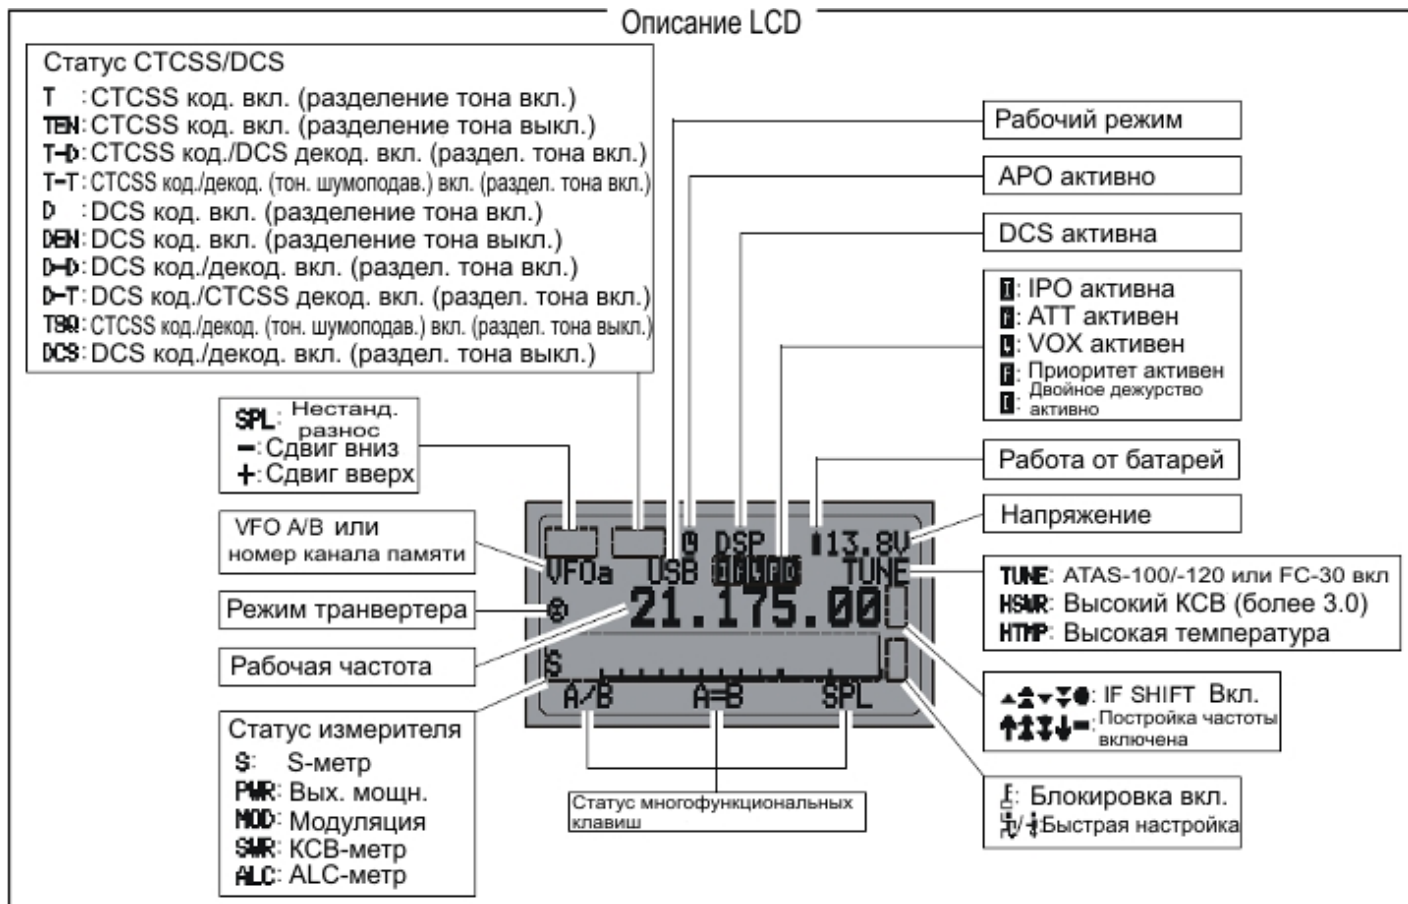 Описание LCD
Статус CTCSS/DCS
T : CTCSS код. вкл. (разделение тона вкл.)
TEN: CTCSS код. вкл. (разделение тона выкл.)
T-D: CTCSS код./DCS декод. вкл. (раздел. тона вкл.)
T-T: CTCSS код./декод. (тон. шумоподав.) вкл. (раздел. тона вкл.)
D : DCS код. вкл. (разделение тона вкл.)
DEN: DCS код. вкл. (разделение тона выкл.)
D-D: DCS код./декод. вкл. (раздел. тона вкл.)
D-T: DCS код./CTCSS декод. вкл. (раздел. тона вкл.)
TSQ: CTCSS код./декод. (тон. шумоподав.) вкл. (раздел. тона выкл.)
DCS: DCS код./декод. вкл. (раздел. тона выкл.)
SPL: Нестанд.
разнос
–: Сдвиг вниз
+: Сдвиг вверх
VFO A/B или
номер канала памяти
Режим транвертера
Рабочая частота
Статус измерителя
S: S-метр
PWR: Вых. мощн.
MOD: Модуляция
SWR: КСВ-метр
ALC: ALC-метр
DSP 13.8V
VFOa USB TUNE
21.175.00
S
A/B A=B SPL
Статус многофункциональных
клавиш
Рабочий режим
APO активно
DCS активна
I: IPO активна
: ATT активен
: VOX активен
: Приоритет активен
: Двойное дежурство
активно
Работа от батарей
Напряжение
TUNE: ATAS-100/-120 или FC-30 вкл
HSWR: Высокий КСВ (более 3.0)
HTMP: Высокая температура
: IF SHIFT Вкл.
: Постройка частоты
включена
: Блокировка вкл.
: Быстрая настройка